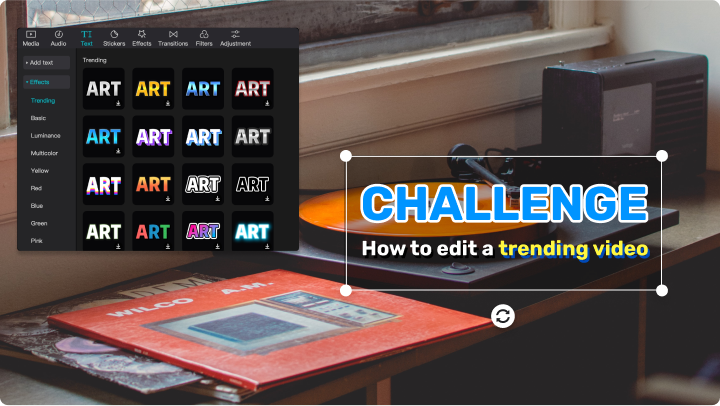 Media Audio Text Stickers Effects Transitions Filters Adjustment
Add text
Trending
Effects
ART ART ART ART
Trending
Basic
Luminance
ART ART ART ART
Multicolor
Yellow
ART ART ART ART
Red
Blue
Green
ART ART ART ART
Pink
CHALLENGE
How to edit a trending video
WILCO A.M.